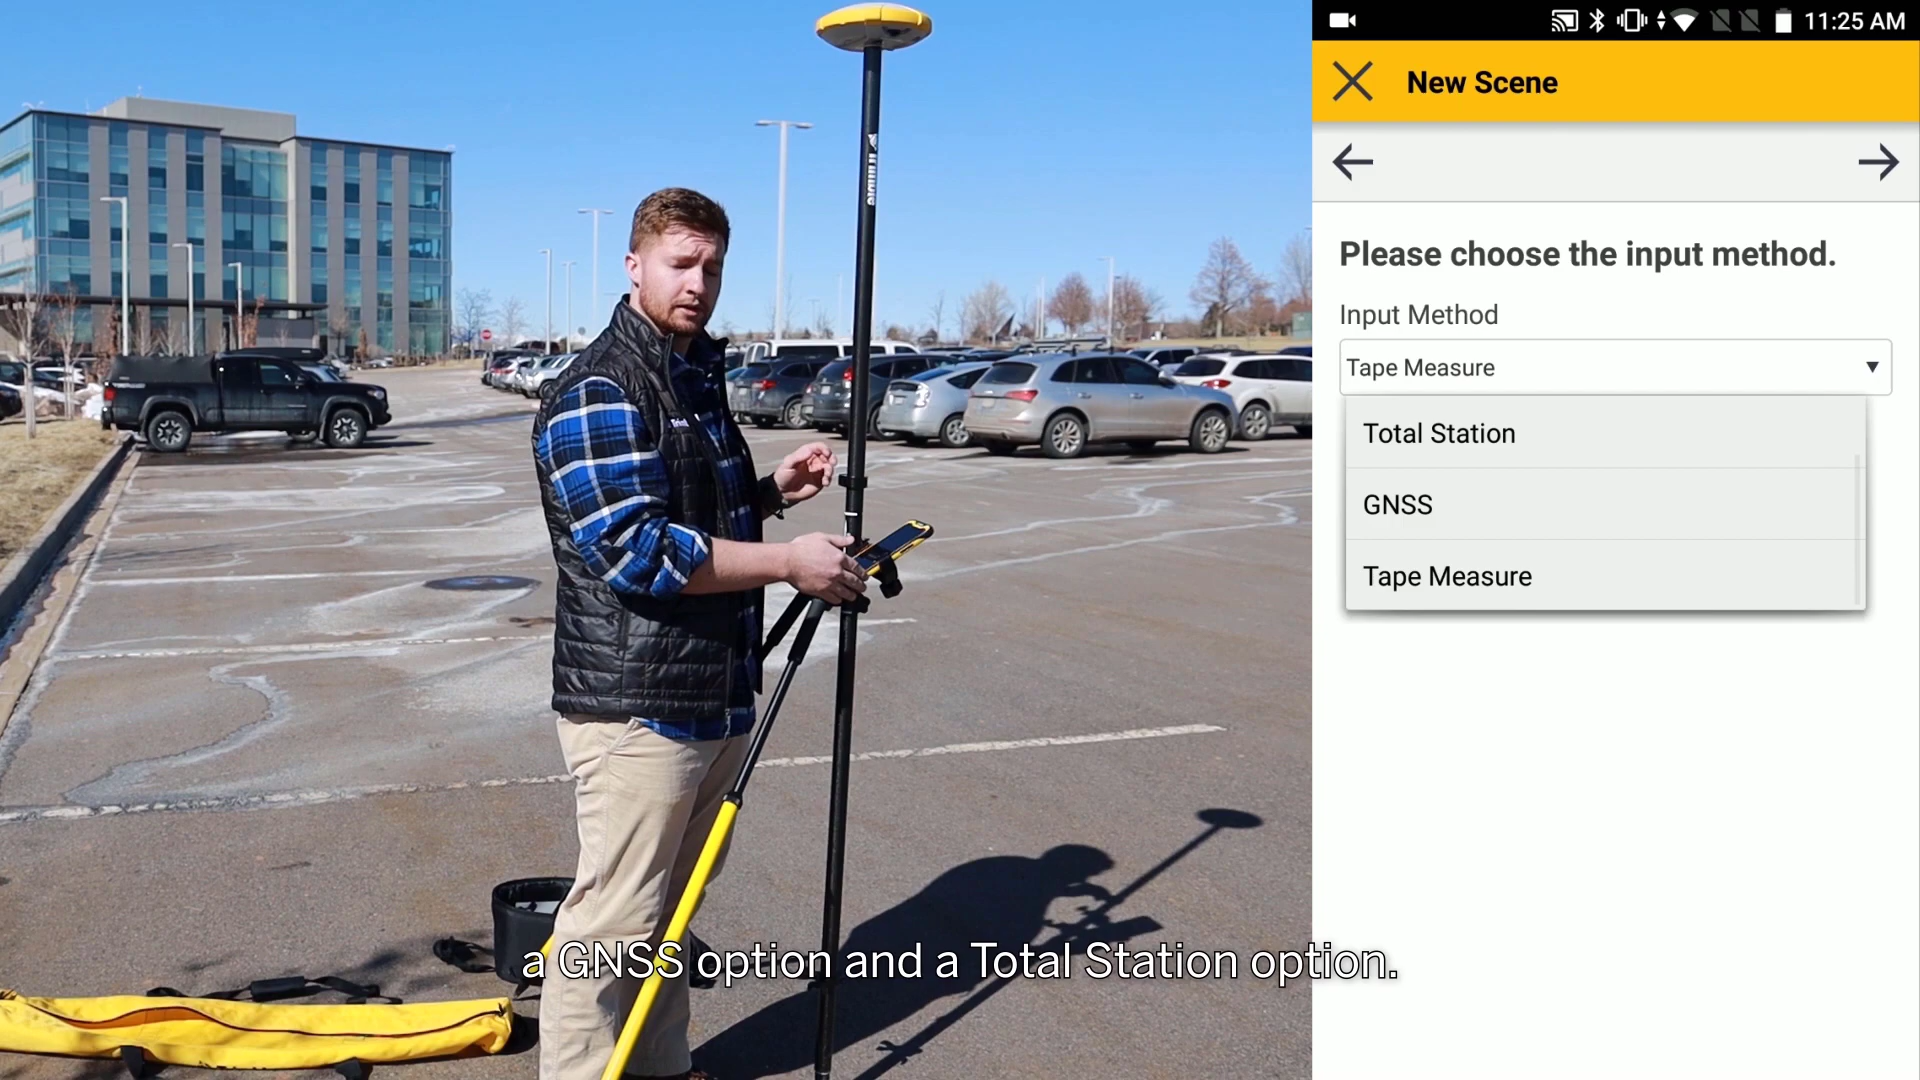 11:25 AM
New Scene
Please choose the input method.
Input Method
Tape Measure
Total Station
GNSS
Tape Measure
Trimble
a GNSS option and a Total Station option.